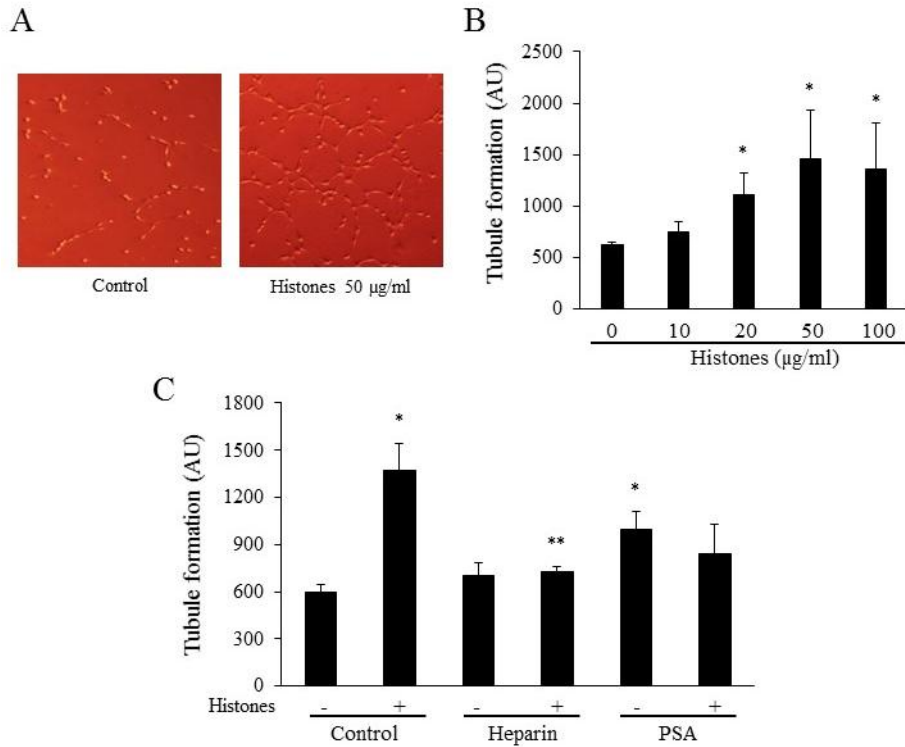 A
Control
Histones 50 µg/ml
B
Tubule formation (AU)
2500
2000
1500
1000
500
0
*
*
*
0 10 20 50 100
Histones (µg/ml)
C
Tubule formation (AU)
1800
1500
1200
900
600
300
0
*
**
*
Histones - + - + - +
Control Heparin PSA